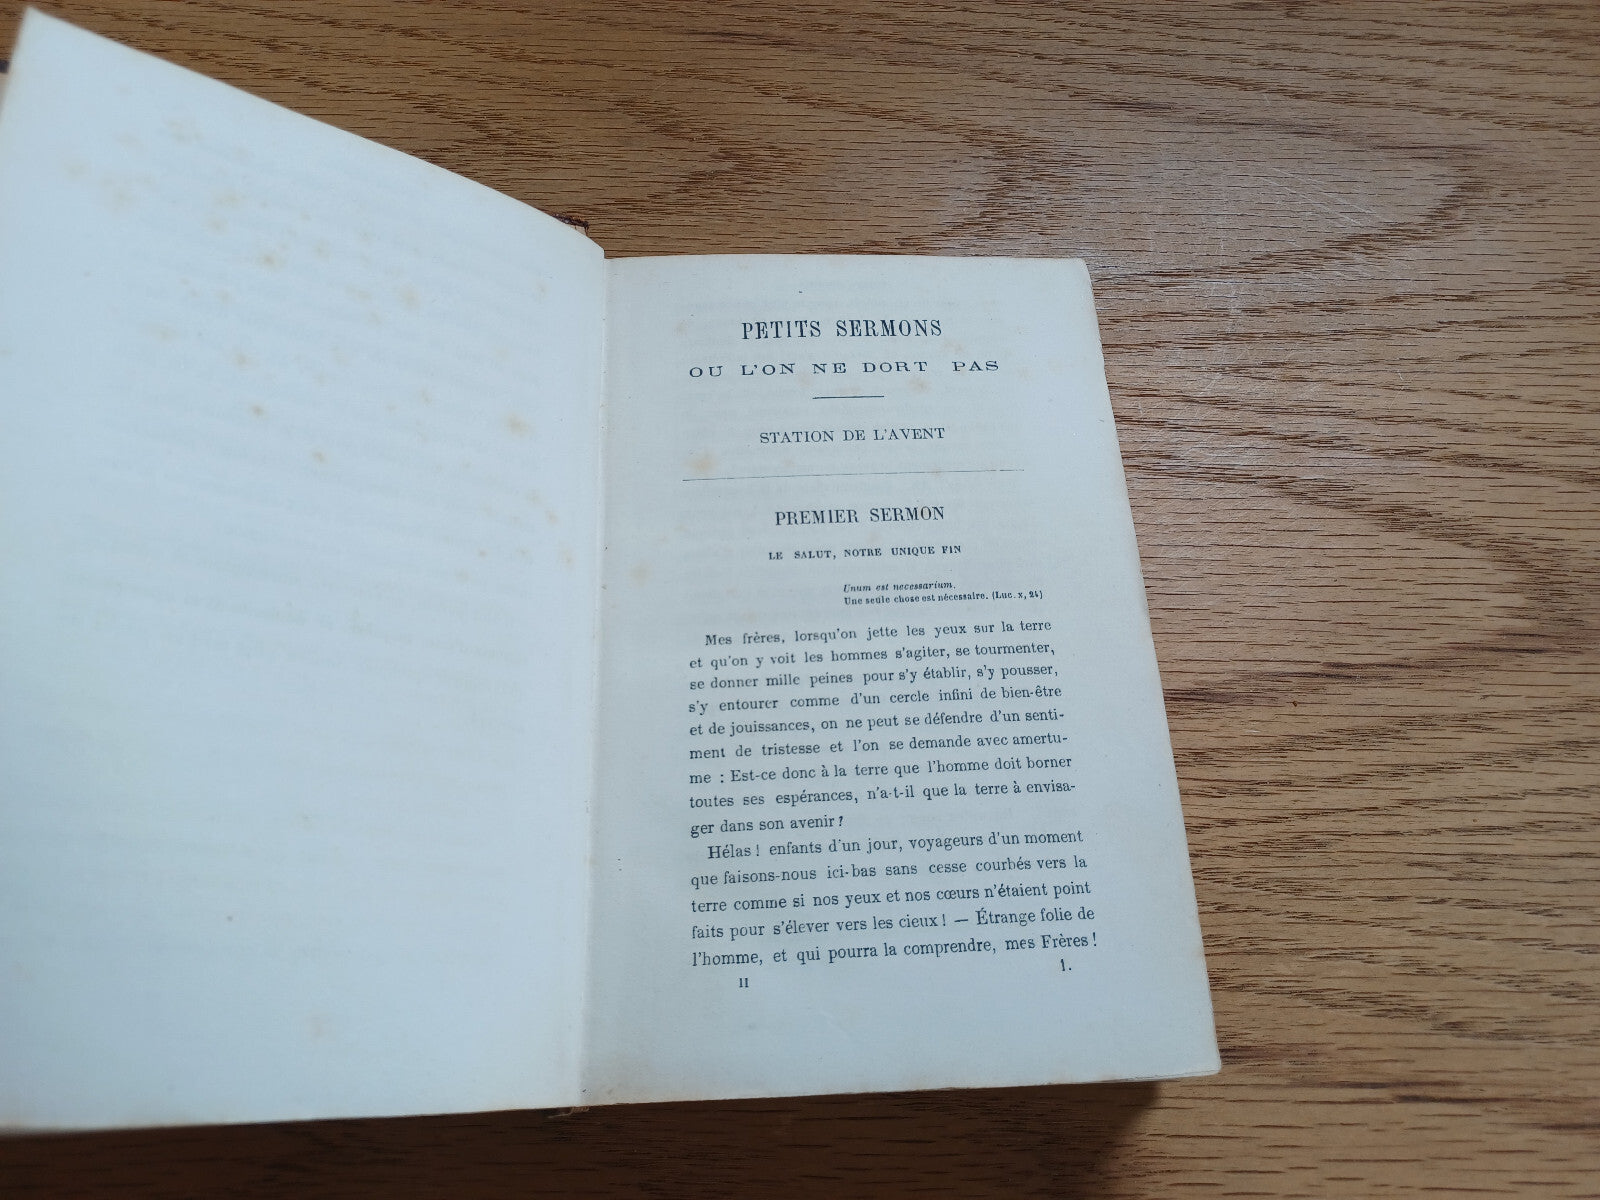 PETITS SERMONS
OU L'ON NE DORT PAS
STATION DE L'AVENT
PREMIER SERMON
LE SALUT, NOTRE UNIQUE FIN
Unum est necessarium.
Une seule chose est nécessaire. (Luc. x, 24)
Mes frères, lorsqu'on jette les yeux sur la terre
et qu'on y voit les hommes s'agiter, se tourmenter,
se donner mille peines pour s'y établir, s'y pousser,
s'y entourer comme d'un cercle infini de bien-être
et de jouissances, on ne peut se défendre d'un senti-
ment de tristesse et l'on se demande avec amertu-
me : Est-ce donc à la terre que l'homme doit borner
toutes ses espérances, n'a-t-il que la terre à envisa-
ger dans son avenir?
Hélas! enfants d'un jour, voyageurs d'un moment
que faisons-nous ici-bas sans cesse courbés vers la
terre comme si nos yeux et nos cœurs n'étaient point
faits pour s'élever vers les cieux! — Étrange folie de
l'homme, et qui pourra la comprendre, mes Frères!
II 1.